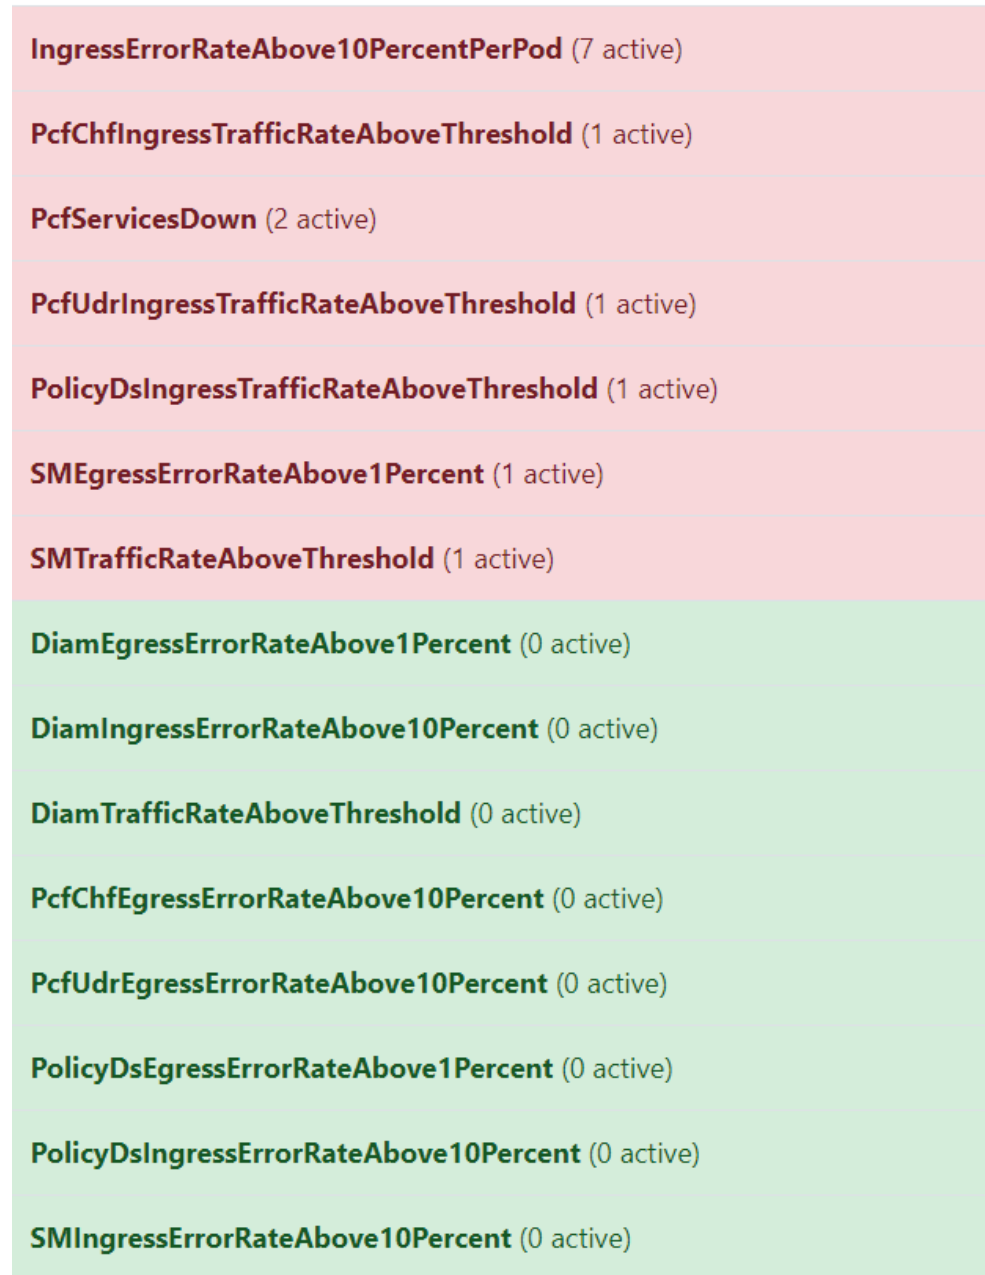 IngressErrorRateAbove10PercentPerPod (7 active)
PcfChfIngressTrafficRateAboveThreshold (1 active)
PcfServicesDown (2 active)
PcfUdrIngressTrafficRateAboveThreshold (1 active)
PolicyDsIngressTrafficRateAboveThreshold (1 active)
SMEgressErrorRateAbove1Percent (1 active)
SMTrafficRateAboveThreshold (1 active)
DiamEgressErrorRateAbove1Percent (0 active)
DiamIngressErrorRateAbove10Percent (0 active)
DiamTrafficRateAboveThreshold (0 active)
PcfChfEgressErrorRateAbove10Percent (0 active)
PcfUdrEgressErrorRateAbove10Percent (0 active)
PolicyDsEgressErrorRateAbove1Percent (0 active)
PolicyDsIngressErrorRateAbove10Percent (0 active)
SMIngressErrorRateAbove10Percent (0 active)